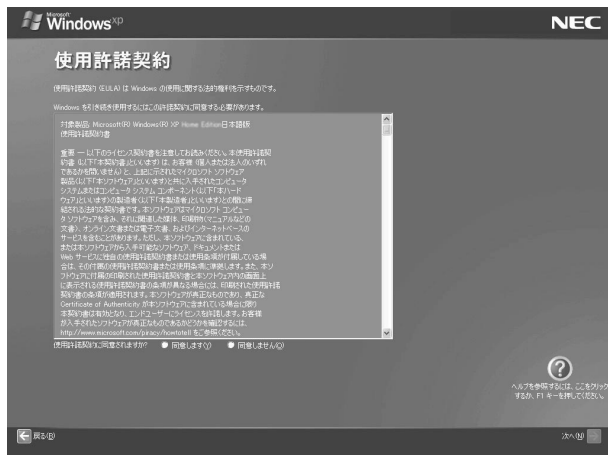 Microsoft
Windows xp
NEC
使用許諾契約
使用許諾契約 (EULA) は Windows の使用に関する法的権利を示すものです。
Windows を引き続き使用するにはこの許諾契約に同意する必要があります。
対象製品: Microsoft(R) Windows(R) XP Home Edition日本語版
使用許諾契約書
重要 ― 以下のライセンス契約書を注意してお読みください。本使用許諾契
約書 (以下「本契約書」といいます) は、お客様 (個人または法人のいずれ
であるかを問いません) と、上記に示されたマイクロソフト ソフトウェア
製品(以下「本ソフトウェア」といいます)と共に入手されたコンピュータ
システムまたはコンピュータ システム コンポーネント(以下「本ハード
ウェア」といいます)の製造者(以下「本製造者」といいます)との間に締
結される法的な契約書です。本ソフトウェアはマイクロソフト コンピュー
タ ソフトウェアを含み、それに関連した媒体、印刷物(マニュアルなどの
文書)、オンライン文書または電子文書、およびインターネットベースの
サービスを含むことがあります。ただし、本ソフトウェアに含まれている、
または本ソフトウェアから入手可能なソフトウェア、ドキュメントまたは
Web サービスに独自の使用許諾契約書または使用条項が付属している場
合は、その付属の使用許諾契約書または使用条項に準拠します。また、本ソ
フトウェアに付属の印刷された使用許諾契約書と本ソフトウェア内の画面上
に表示される使用許諾契約書の条項が異なる場合には、印刷された使用許諾
契約書の条項が適用されます。本ソフトウェアが真正なものであり、真正な
Certificate of Authenticity が本ソフトウェアに含まれている場合に限り
本契約書は有効となり、エンドユーザーにライセンスを許諾します。お客様
が入手されたソフトウェアが真正なものであるかどうかを確認するには、
http://www.microsoft.com/piracy/howtotell をご参照ください。
使用許諾契約に同意されますか? 同意します(Y) 同意しません(O)
?
ヘルプを参照するには、ここをクリック
するか、F1 キーを押してください。
戻る(B)
次へ(N)